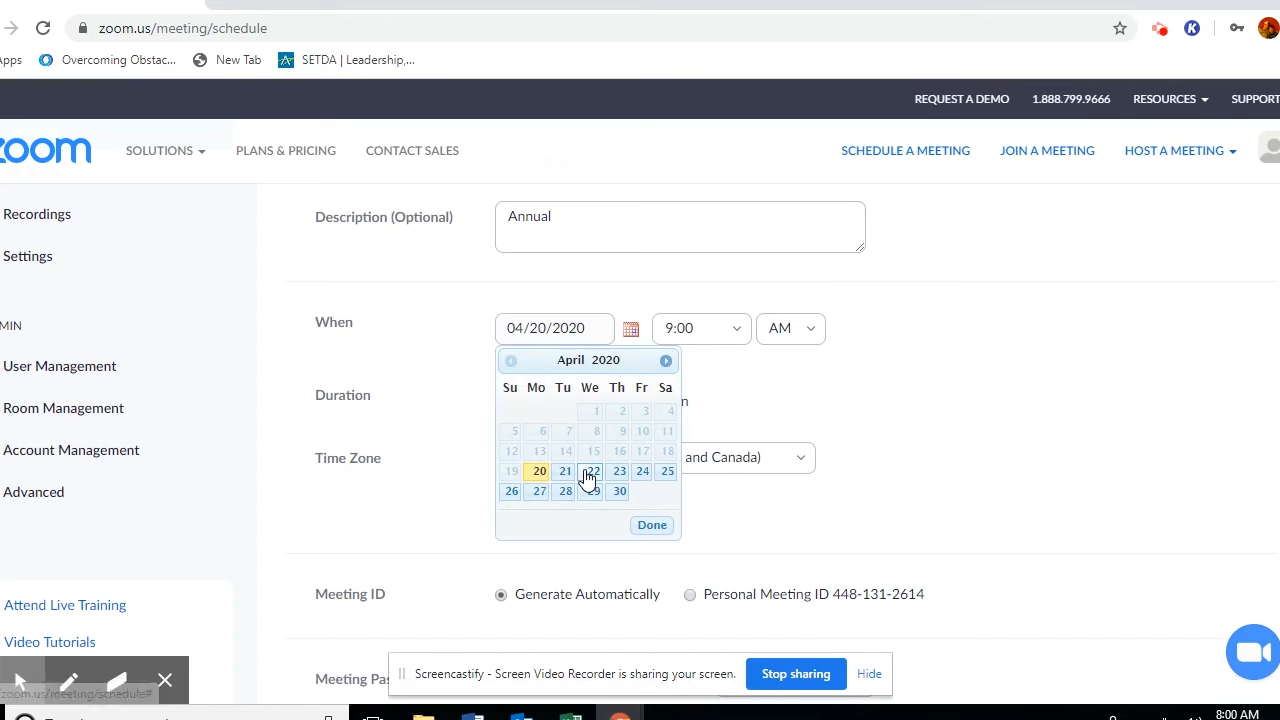 zoom.us/meeting/schedule
Apps Overcoming Obstac... New Tab SETDA | Leadership,...
REQUEST A DEMO 1.888.799.9666 RESOURCES SUPPORT
zoom SOLUTIONS PLANS & PRICING CONTACT SALES SCHEDULE A MEETING JOIN A MEETING HOST A MEETING
Recordings
Description (Optional) Annual
Settings
When 04/20/2020 9:00 AM
MIN
April 2020
User Management
Su Mo Tu We Th Fr Sa
Duration
Room Management
1 2 3 4
5 6 7 8 9 10 11
Account Management
12 13 14 15 16 17 18
Time Zone and Canada)
19 20 21 22 23 24 25
Advanced
26 27 28 29 30
Done
Meeting ID Generate Automatically Personal Meeting ID 448-131-2614
Attend Live Training
Video Tutorials
Screencastify - Screen Video Recorder is sharing your screen. Stop sharing Hide
Meeting Pas
zoom.us/meeting/schedule#
8:00 AM